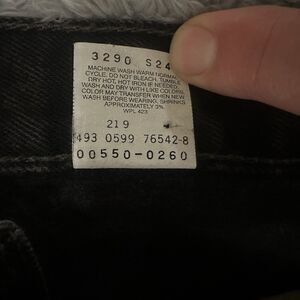 3290 S24
MACHINE WASH WARM NORMAL
CYCLE. DO NOT BLEACH. TUMBLE
DRY HOT, HOT IRON IF NEEDED.
WASH AND DRY WITH LIKE COLORS.
COLOR MAY TRANSFER WHEN NEW.
WASH BEFORE WEARING. SHRINKS
APPROXIMATELY 3%.
WPL 423
219
493 0599 76542-8
00550-0260